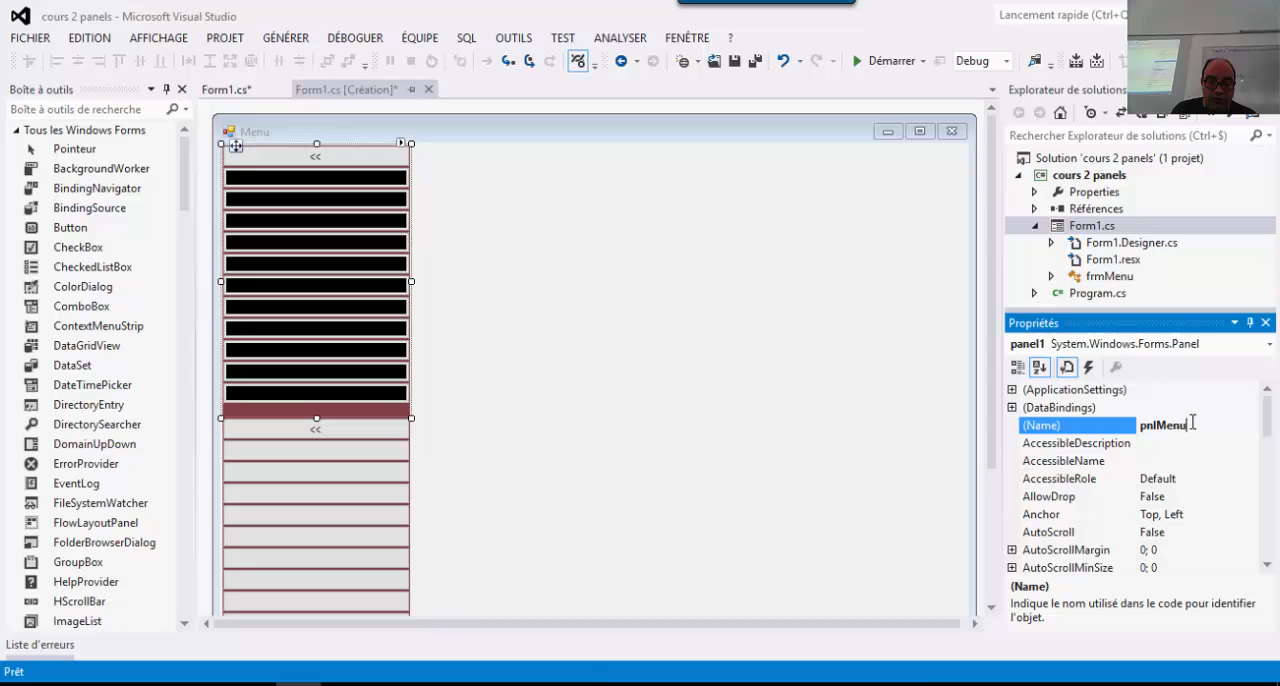 cours 2 panels - Microsoft Visual Studio
Lancement rapide (Ctrl+Q
FICHIER EDITION AFFICHAGE PROJET GÉNÉRER DÉBOGUER ÉQUIPE SQL OUTILS TEST ANALYSER FENÊTRE ?
Démarrer
Debug
Boîte à outils
Rechercher dans la boîte à outils de recherche
Tous les Windows Forms
Pointeur
BackgroundWorker
BindingNavigator
BindingSource
Button
CheckBox
CheckedListBox
ColorDialog
ComboBox
ContextMenuStrip
DataGridView
DataSet
DateTimePicker
DirectoryEntry
DirectorySearcher
DomainUpDown
ErrorProvider
EventLog
FileSystemWatcher
FlowLayoutPanel
FolderBrowserDialog
GroupBox
HelpProvider
HScrollBar
ImageList
Liste d'erreurs
Prêt
Form1.cs*
Form1.cs [Création]*
Menu
<<
<<
Explorateur de solutions
Rechercher Explorateur de solutions (Ctrl+$)
Solution 'cours 2 panels' (1 projet)
cours 2 panels
Properties
Références
Form1.cs
Form1.Designer.cs
Form1.resx
frmMenu
Program.cs
Propriétés
panel1 System.Windows.Forms.Panel
(ApplicationSettings)
(DataBindings)
(Name) pnlMenu
AccessibleDescription
AccessibleName
AccessibleRole Default
AllowDrop False
Anchor Top, Left
AutoScroll False
AutoScrollMargin 0; 0
AutoScrollMinSize 0; 0
(Name)
Indique le nom utilisé dans le code pour identifier
l'objet.